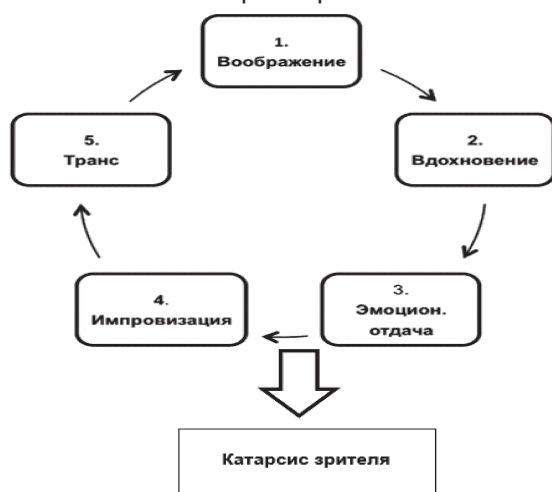 1.
Воображение
2.
Вдохновение
3.
Эмоцион.
отдача
4.
Импровизация
5.
Транс
Катарсис зрителя